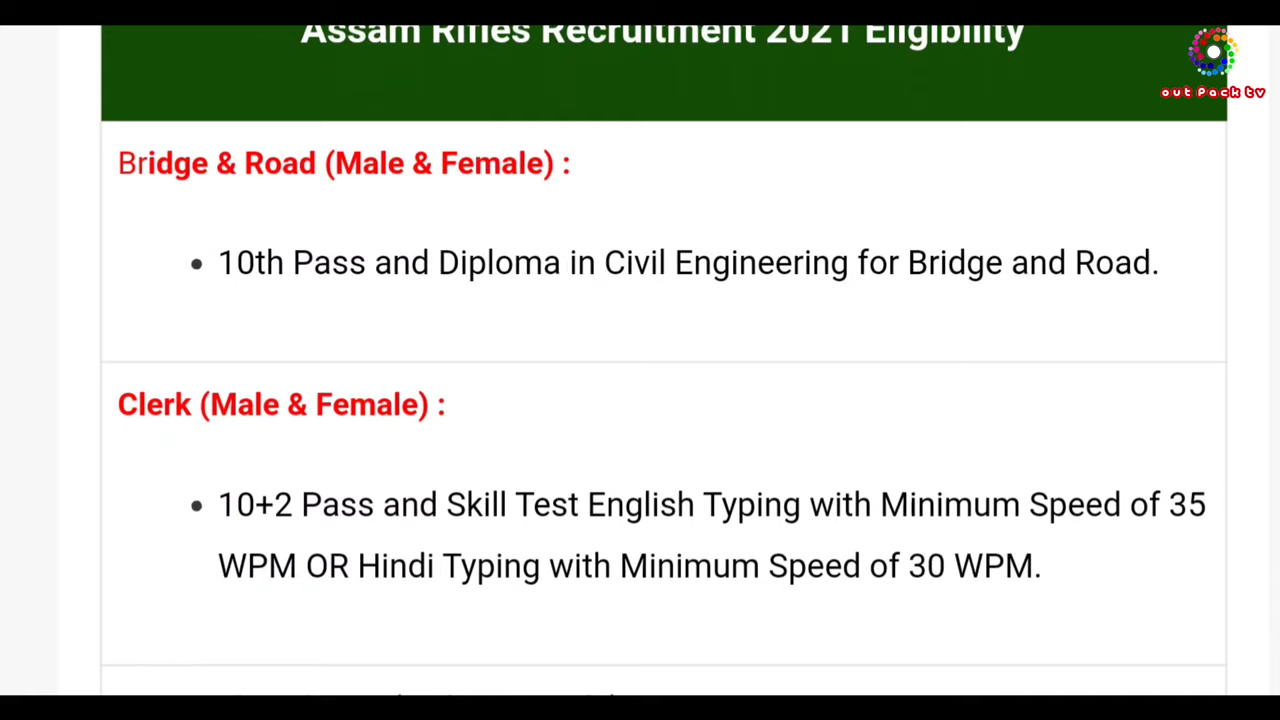 Assam Rifles Recruitment 2021 Eligibility
out Pack tv
Bridge & Road (Male & Female) :
10th Pass and Diploma in Civil Engineering for Bridge and Road.
Clerk (Male & Female) :
10+2 Pass and Skill Test English Typing with Minimum Speed of 35
WPM OR Hindi Typing with Minimum Speed of 30 WPM.